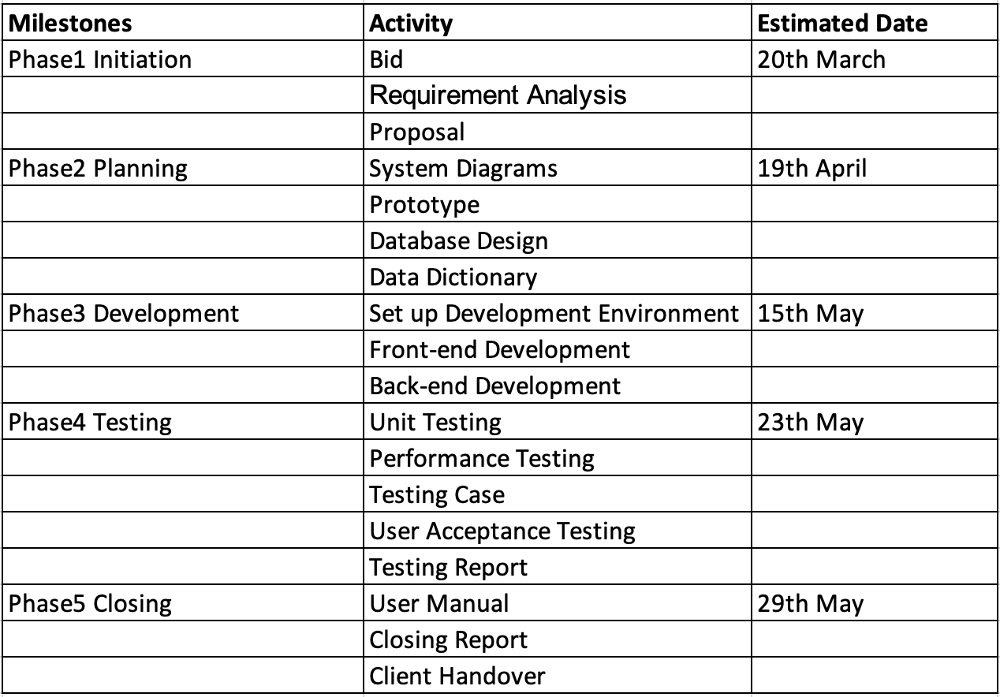 Milestones Activity Estimated Date
Phase1 Initiation Bid 20th March
Requirement Analysis
Proposal
Phase2 Planning System Diagrams 19th April
Prototype
Database Design
Data Dictionary
Phase3 Development Set up Development Environment 15th May
Front-end Development
Back-end Development
Phase4 Testing Unit Testing 23th May
Performance Testing
Testing Case
User Acceptance Testing
Testing Report
Phase5 Closing User Manual 29th May
Closing Report
Client Handover